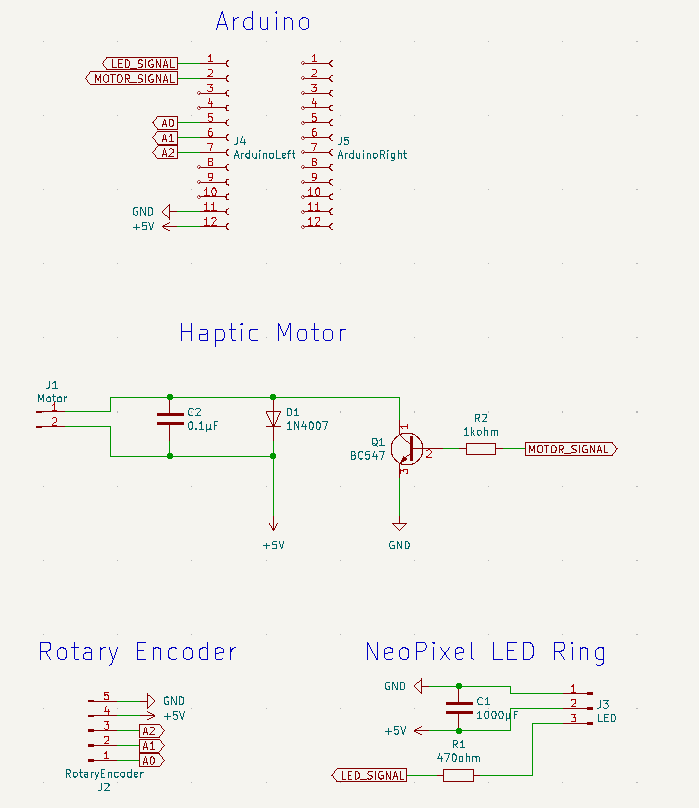 Arduino
LED_SIGNAL 1 1
MOTOR_SIGNAL 2 2
3 3
4 4
A0 5 5
A1 6 6
J4 J5
A2 7 ArduinoLeft 7 ArduinoRight
8 8
9 9
10 10
GND 11 11
+5V 12 12
Haptic Motor
J1
Motor
1
2
C2
0.1µF
D1
1N4007
Q1
BC547
1
2
3
R2
1kohm
MOTOR_SIGNAL
+5V
GND
Rotary Encoder
5 GND
4 +5V
3 A2
2 A1
1 A0
RotaryEncoder
J2
NeoPixel LED Ring
GND
C1
1000µF
+5V
1
2
3
J3
LED
R1
470ohm
LED_SIGNAL